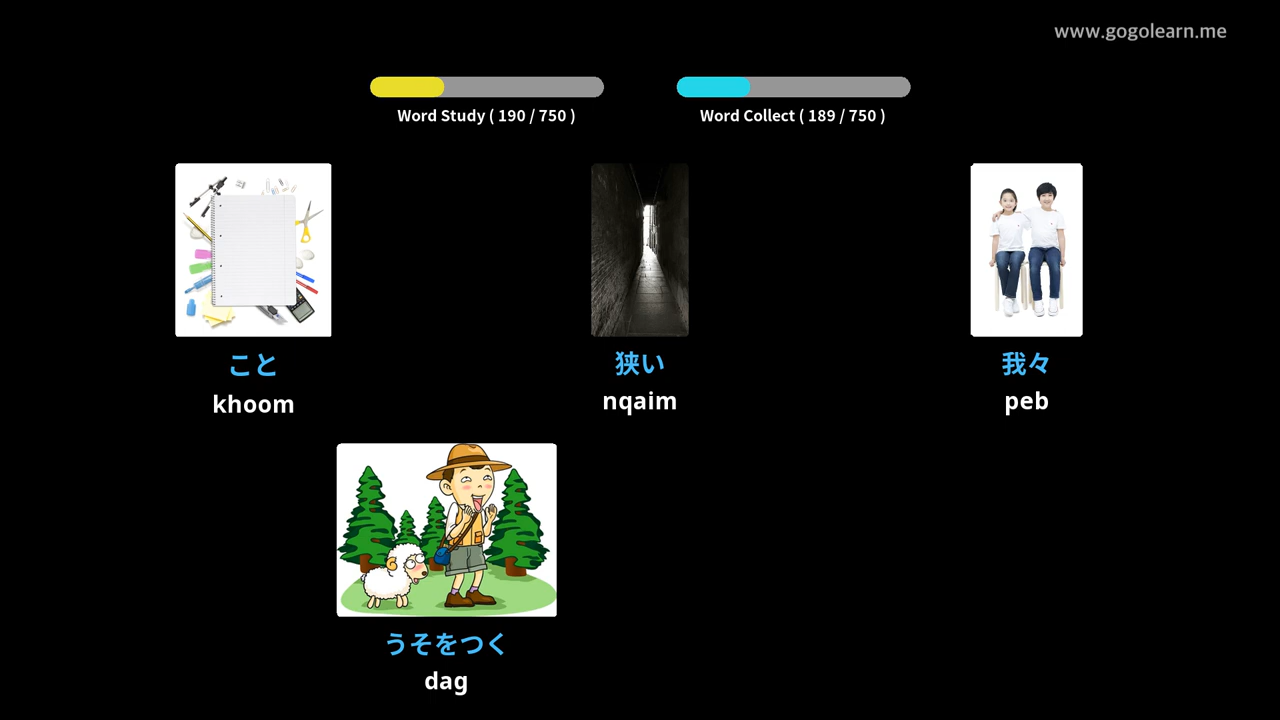 www.gogolearn.me
Word Study ( 190 / 750 )
Word Collect ( 189 / 750 )
こと
khoom
狭い
nqaim
我々
peb
うそをつく
dag